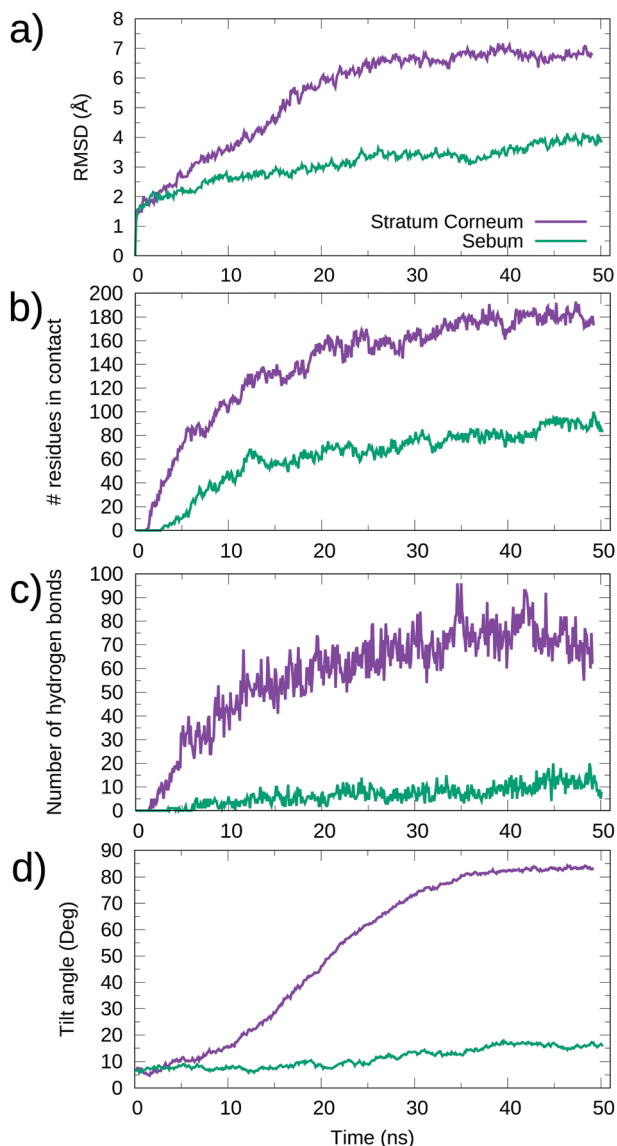 a)
RMSD (Å)
8
7
6
5
4
3
2
1
0
Stratum Corneum
Sebum
0 10 20 30 40 50
b)
# residues in contact
200
180
160
140
120
100
80
60
40
20
0
0 10 20 30 40 50
c)
Number of hydrogen bonds
100
90
80
70
60
50
40
30
20
10
0
0 10 20 30 40 50
d)
Tilt angle (Deg)
90
80
70
60
50
40
30
20
10
0
0 10 20 30 40 50
Time (ns)